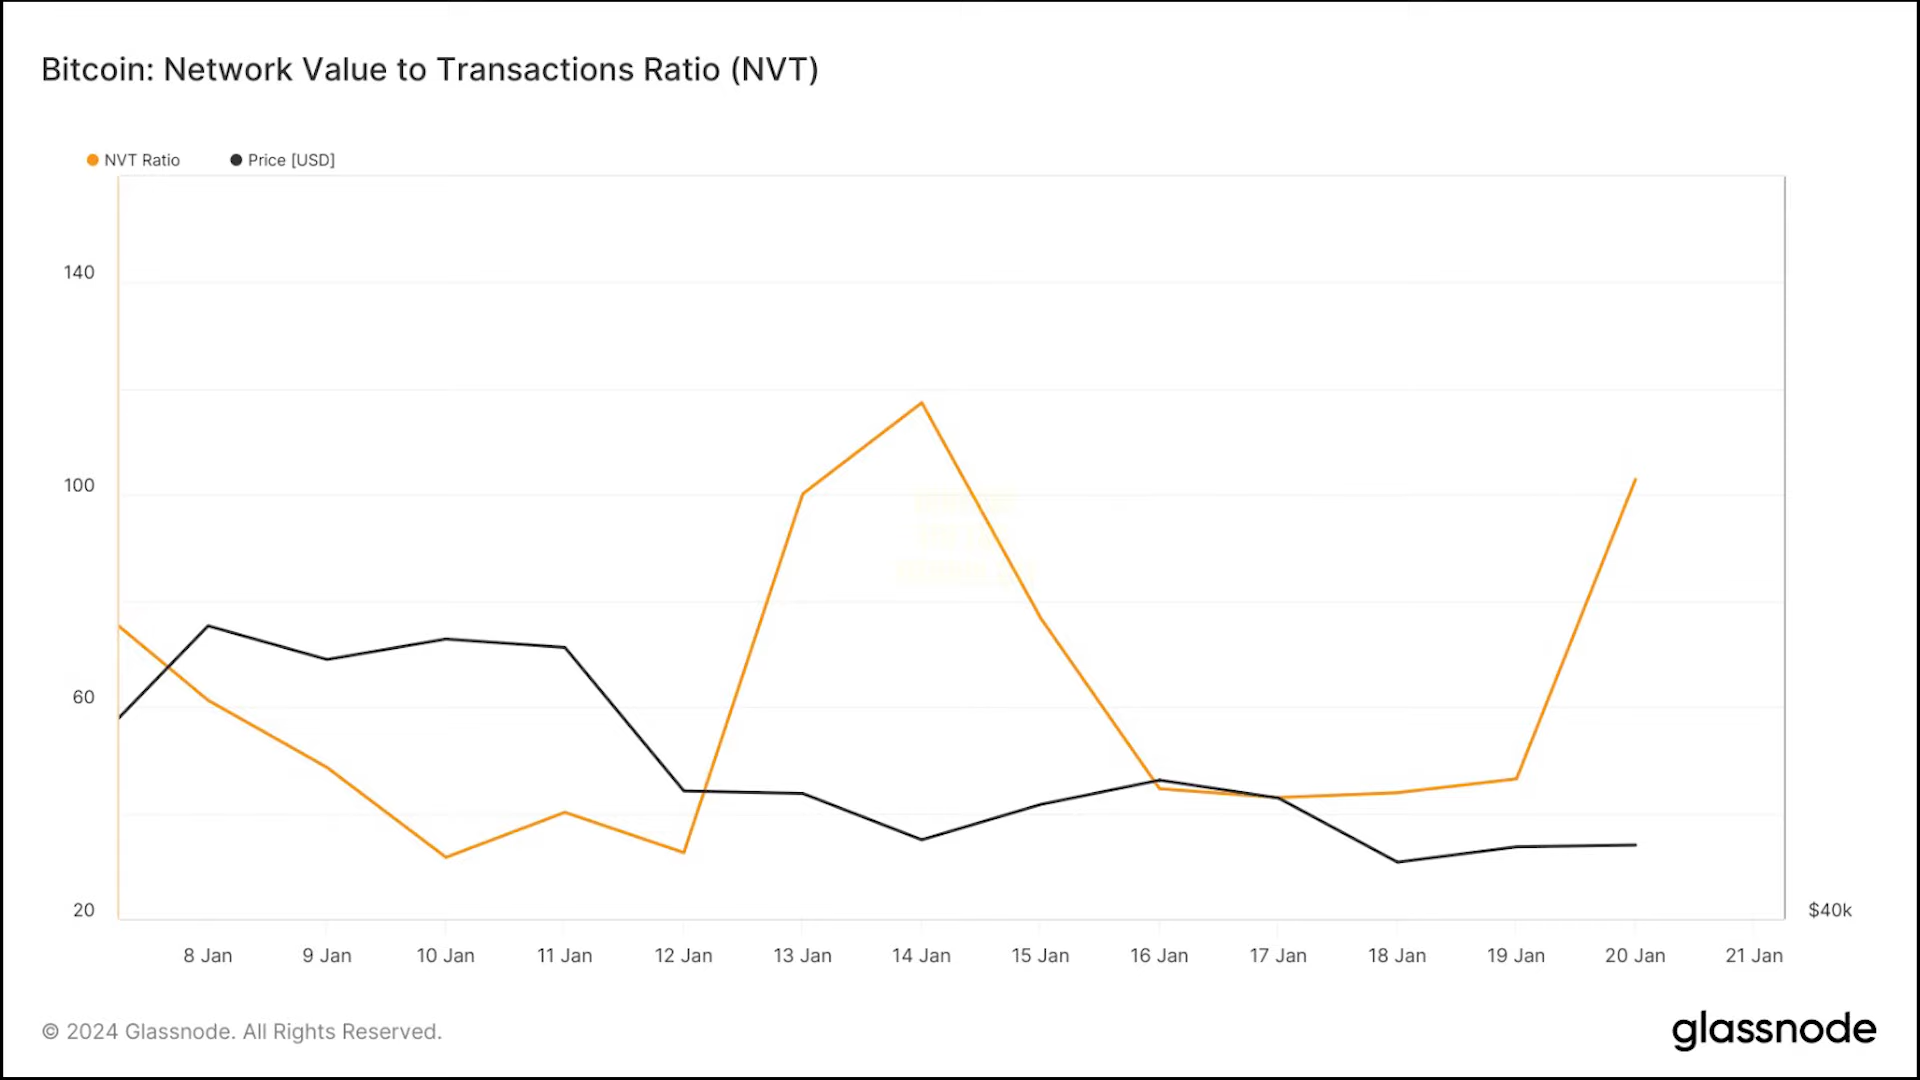 Bitcoin: Network Value to Transactions Ratio (NVT)
NVT Ratio Price [USD]
140
100
60
20
$40k
8 Jan 9 Jan 10 Jan 11 Jan 12 Jan 13 Jan 14 Jan 15 Jan 16 Jan 17 Jan 18 Jan 19 Jan 20 Jan 21 Jan
© 2024 Glassnode. All Rights Reserved.
glassnode